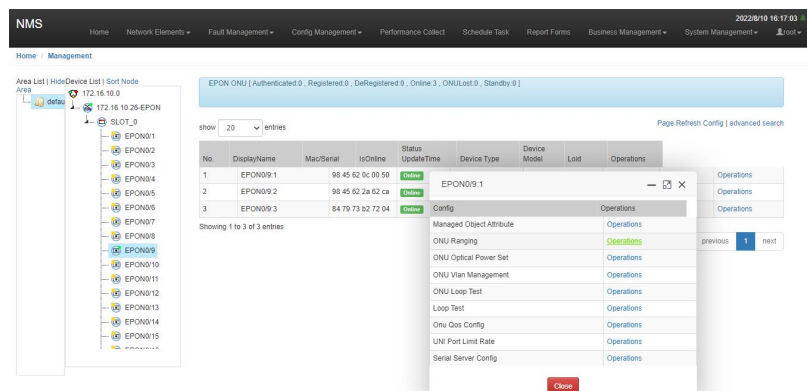 NMS
2022/8/10 16:17:03
Home Network Elements Fault Management Config Management Performance Collect Schedule Task Report Forms Business Management System Management root
Home / Management
Area List | Hide Area
defau
Device List | Sort Node
172.16.10.0
172.16.10.26-EPON
SLOT_0
EPON0/1
EPON0/2
EPON0/3
EPON0/4
EPON0/5
EPON0/6
EPON0/7
EPON0/8
EPON0/9
EPON0/10
EPON0/11
EPON0/12
EPON0/13
EPON0/14
EPON0/15
EPON ONU [ Authenticated:0 , Registered:0 , DeRegistered:0 , Online:3 , ONULost:0 , Standby:0 ]
show 20 entries
Page Refresh Config | advanced search
No. DisplayName Mac/Serial IsOnline Status UpdateTime Device Type Device Model Loid Operations
1 EPON0/9:1 98 45 62 0c 00 50 Online Operations
2 EPON0/9:2 98 45 62 2a 62 ca Online Operations
3 EPON0/9:3 84 79 73 b2 72 04 Online Operations
Showing 1 to 3 of 3 entries
previous 1 next
EPON0/9:1
Config Operations
Managed Object Attribute Operations
ONU Ranging Operations
ONU Optical Power Set Operations
ONU Vlan Management Operations
ONU Loop Test Operations
Loop Test Operations
Onu Qos Config Operations
UNI Port Limit Rate Operations
Serial Server Config Operations
Close